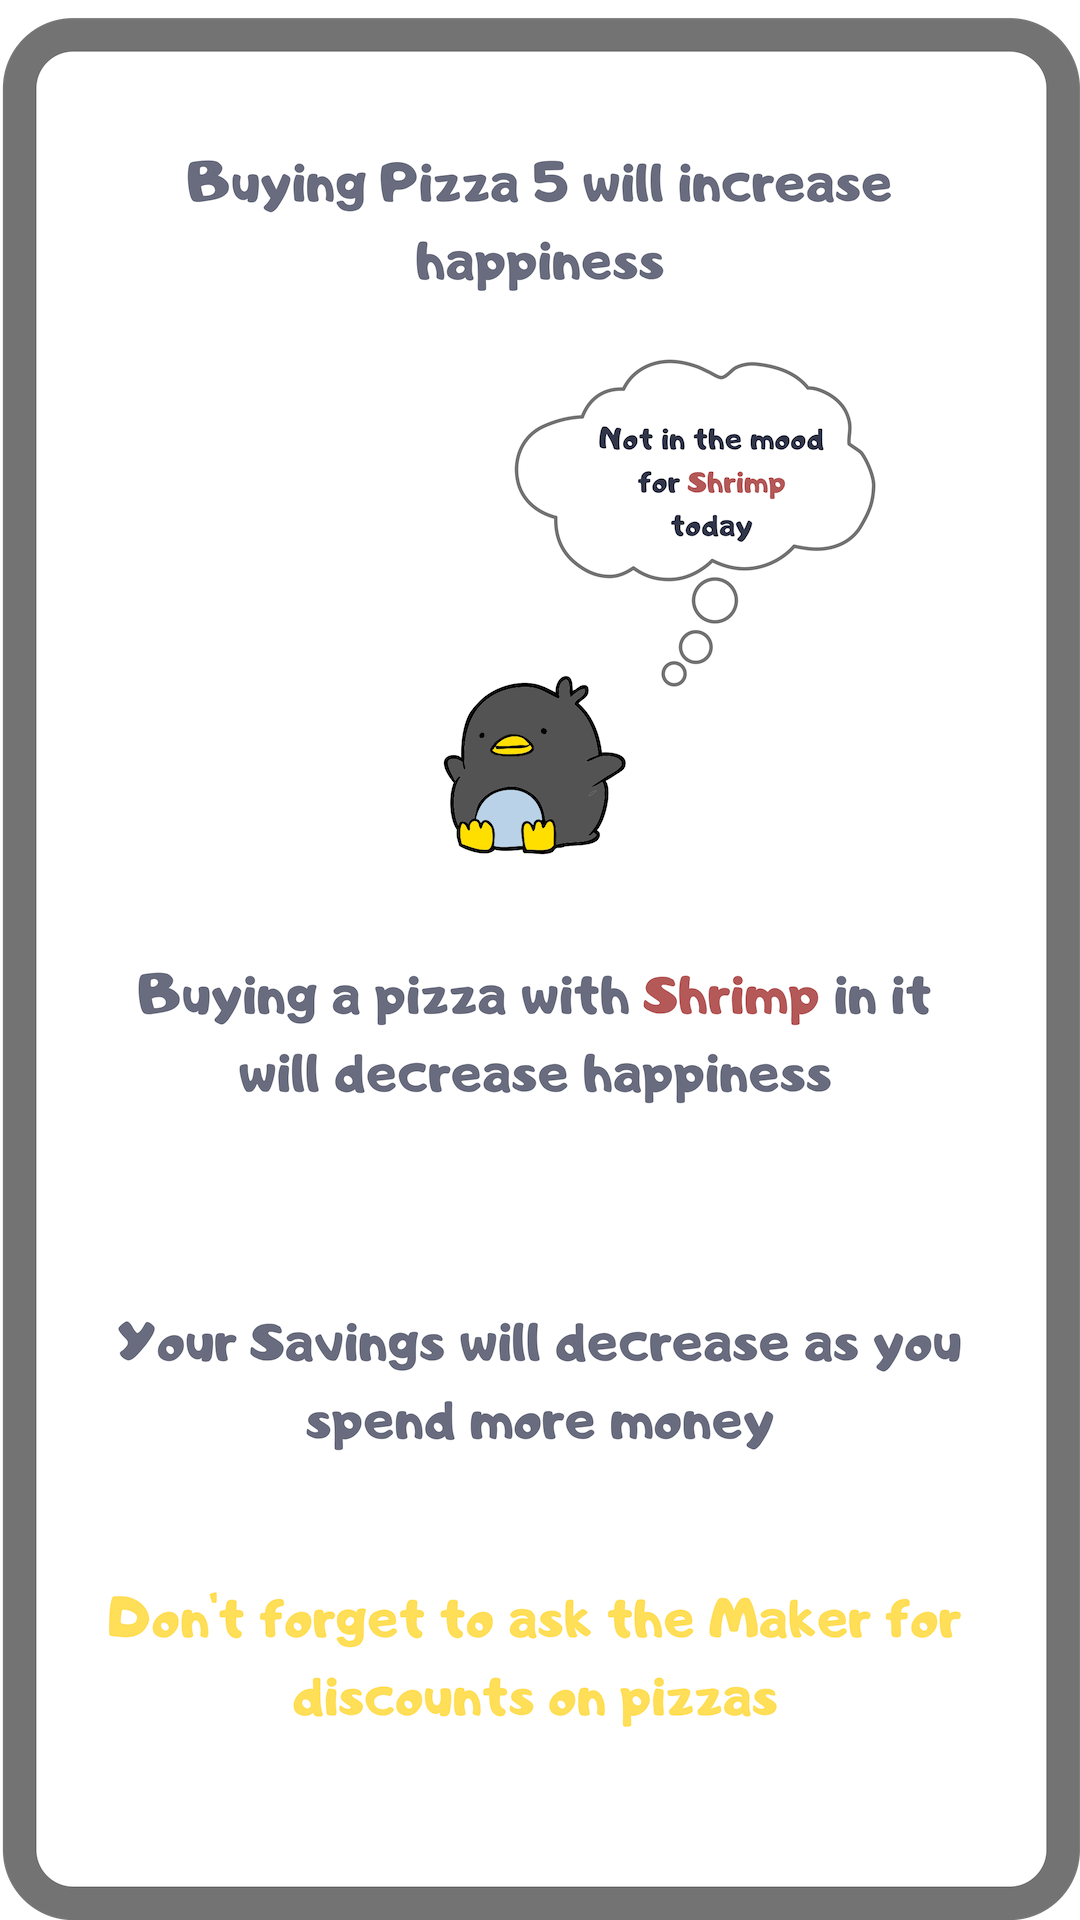 Buying Pizza 5 will increase
happiness
Not in the mood
for Shrimp
today
Buying a pizza with Shrimp in it
will decrease happiness
Your Savings will decrease as you
spend more money
Don't forget to ask the Maker for
discounts on pizzas